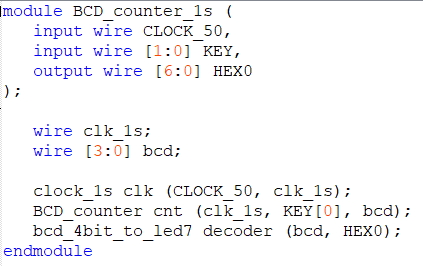 module BCD_counter_1s (
input wire CLOCK_50,
input wire [1:0] KEY,
output wire [6:0] HEX0
);
wire clk_1s;
wire [3:0] bcd;
clock_1s clk (CLOCK_50, clk_1s);
BCD_counter cnt (clk_1s, KEY[0], bcd);
bcd_4bit_to_led7 decoder (bcd, HEX0);
endmodule